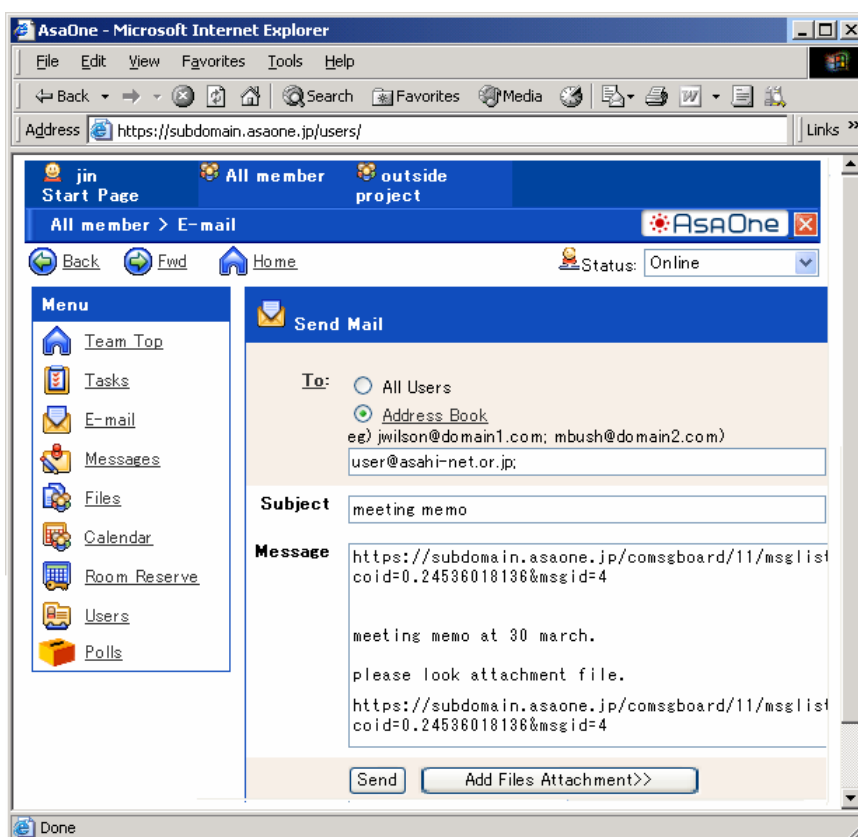 AsaOne - Microsoft Internet Explorer
File Edit View Favorites Tools Help
Back Search Favorites Media
Address https://subdomain.asaone.jp/users/ Links »
jin All member outside
Start Page project
All member > E-mail AsaOne
Back Fwd Home Status: Online
Menu
Team Top
Tasks
E-mail
Messages
Files
Calendar
Room Reserve
Users
Polls
Send Mail
To: All Users
Address Book
eg) jwilson@domain1.com; mbush@domain2.com)
user@asahi-net.or.jp;
Subject meeting memo
Message https://subdomain.asaone.jp/comsgboard/11/msglist
coid=0.24536018136&msgid=4
meeting memo at 30 march.
please look attachment file.
https://subdomain.asaone.jp/comsgboard/11/msglist
coid=0.24536018136&msgid=4
Send Add Files Attachment>>
Done